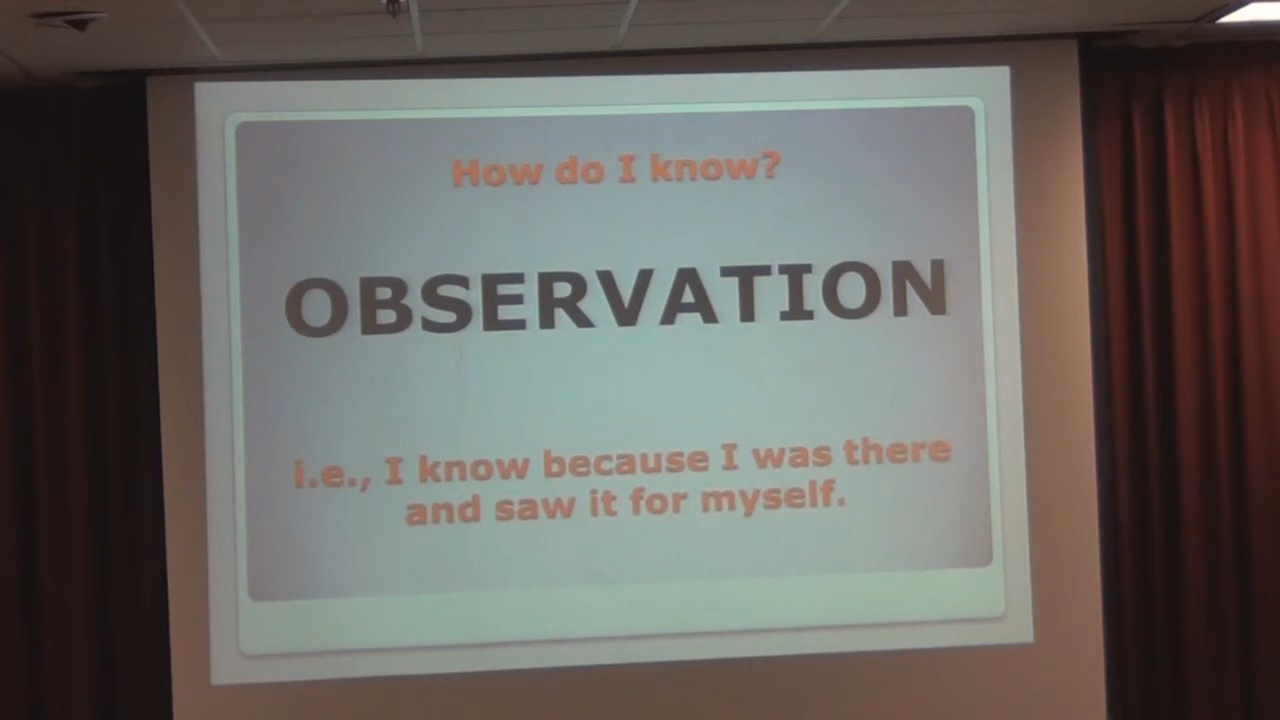 How do I know?
OBSERVATION
i.e., I know because I was there
and saw it for myself.